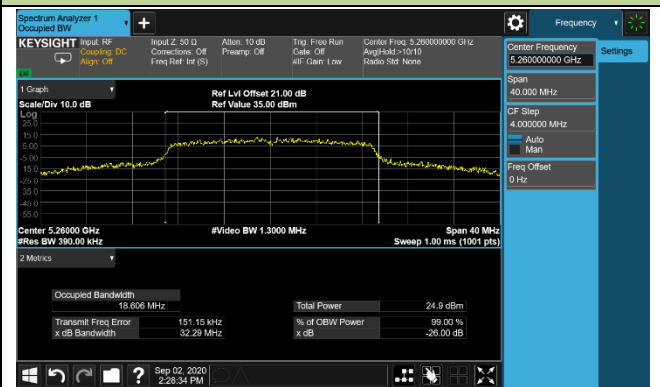 Spectrum Analyzer 1
Occupied BW
Frequency
KEYSIGHT
Input: RF
Coupling: DC
Align: Off
Input Z: 50 Ω
Corrections: Off
Freq Ref: Int (S)
Atten: 10 dB
Preamp: Off
Trig: Free Run
Gate: Off
#IF Gain: Low
Center Freq: 5.260000000 GHz
Avg|Hold:>10/10
Radio Std: None
Center Frequency
5.260000000 GHz
Settings
Span
40.000 MHz
CF Step
4.000000 MHz
Auto
Man
Freq Offset
0 Hz
1 Graph
Scale/Div 10.0 dB
Ref Lvl Offset 21.00 dB
Ref Value 35.00 dBm
Log
25.0
15.0
5.00
-5.00
-15.0
-25.0
-35.0
-45.0
-55.0
Center 5.26000 GHz
#Res BW 390.00 kHz
#Video BW 1.3000 MHz
Span 40 MHz
Sweep 1.00 ms (1001 pts)
2 Metrics
Occupied Bandwidth
18.606 MHz
Total Power 24.9 dBm
Transmit Freq Error 151.15 kHz
% of OBW Power 99.00 %
x dB Bandwidth 32.29 MHz
x dB -26.00 dB
?
Sep 02, 2020
2:28:34 PM